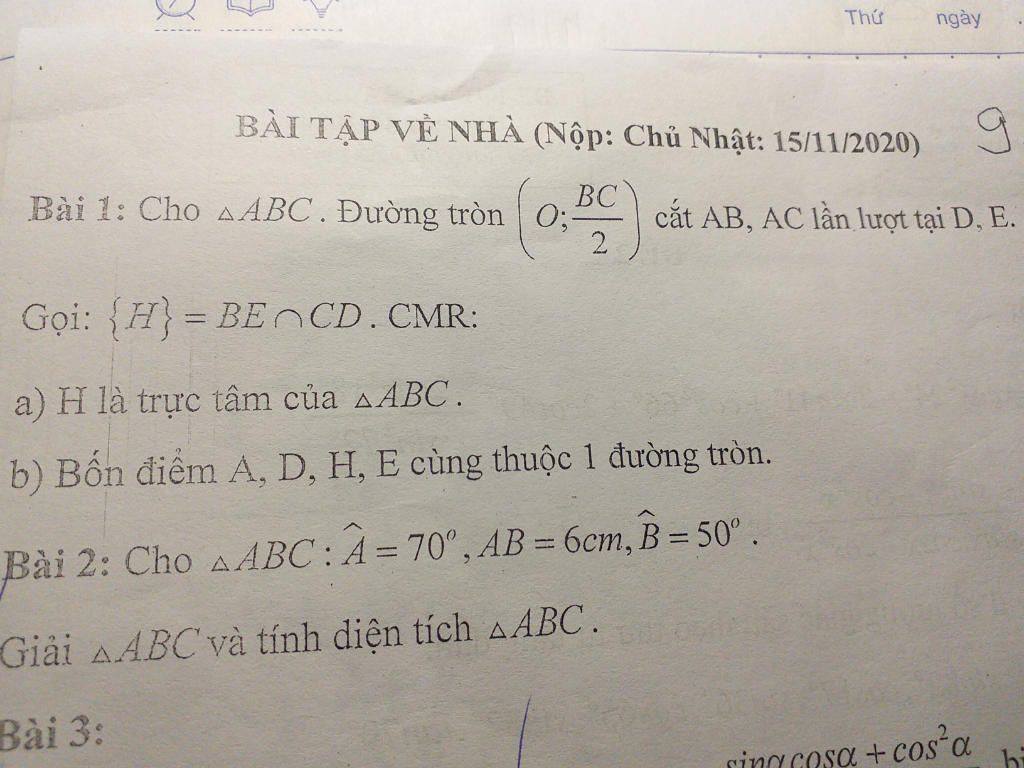 Thứ ngày
BÀI TẬP VỀ NHÀ (Nộp: Chủ Nhật: 15/11/2020) 9
Bài 1: Cho △ABC. Đường tròn (O; BC/2) cắt AB, AC lần lượt tại D, E.
Gọi: {H} = BE ∩ CD. CMR:
a) H là trực tâm của △ABC.
b) Bốn điểm A, D, H, E cùng thuộc 1 đường tròn.
Bài 2: Cho △ABC: Â = 70°, AB = 6cm, B̂ = 50°.
Giải △ABC và tính diện tích △ABC.
Bài 3:
sinα cosα + cos²α